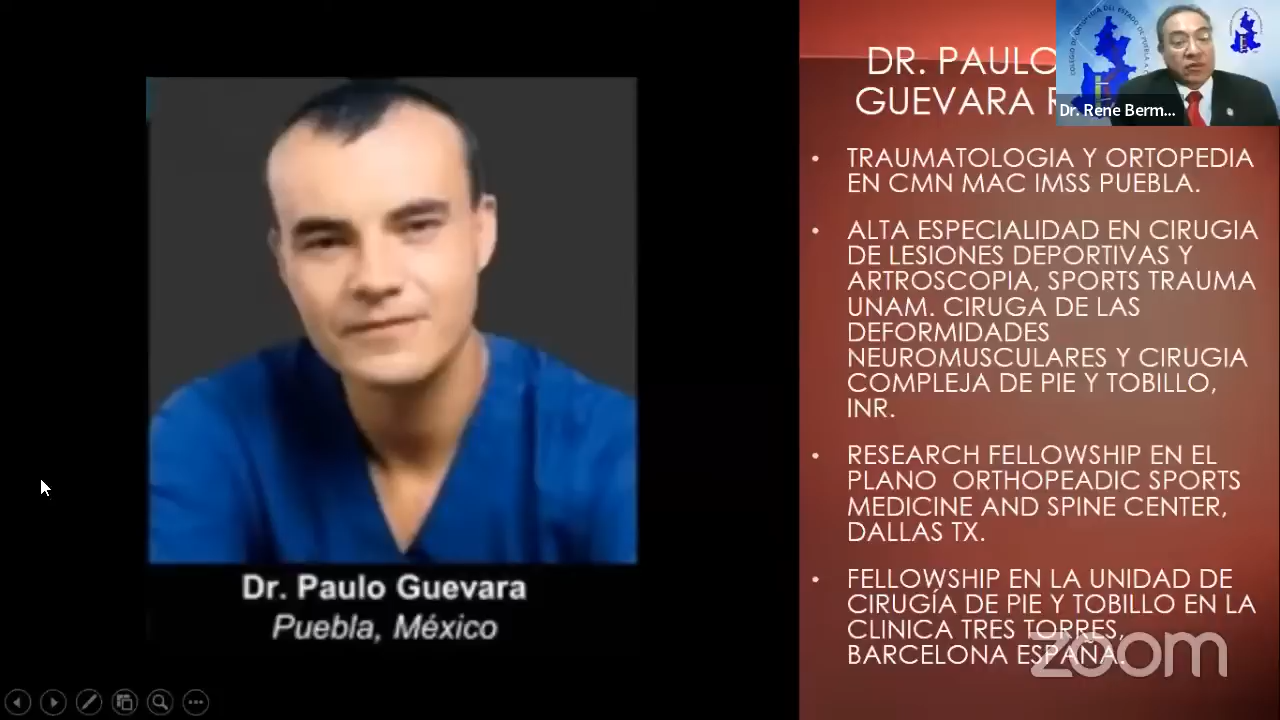 DR. PAULO
GUEVARA
Dr. Rene Berm...
• TRAUMATOLOGIA Y ORTOPEDIA
EN CMN MAC IMSS PUEBLA.
• ALTA ESPECIALIDAD EN CIRUGIA
DE LESIONES DEPORTIVAS Y
ARTROSCOPIA, SPORTS TRAUMA
UNAM. CIRUGA DE LAS
DEFORMIDADES
NEUROMUSCULARES Y CIRUGIA
COMPLEJA DE PIE Y TOBILLO,
INR.
• RESEARCH FELLOWSHIP EN EL
PLANO ORTHOPEADIC SPORTS
MEDICINE AND SPINE CENTER,
DALLAS TX.
• FELLOWSHIP EN LA UNIDAD DE
CIRUGÍA DE PIE Y TOBILLO EN LA
CLINICA TRES TORRES,
BARCELONA ESPAÑA.
zoom
Dr. Paulo Guevara
Puebla, México